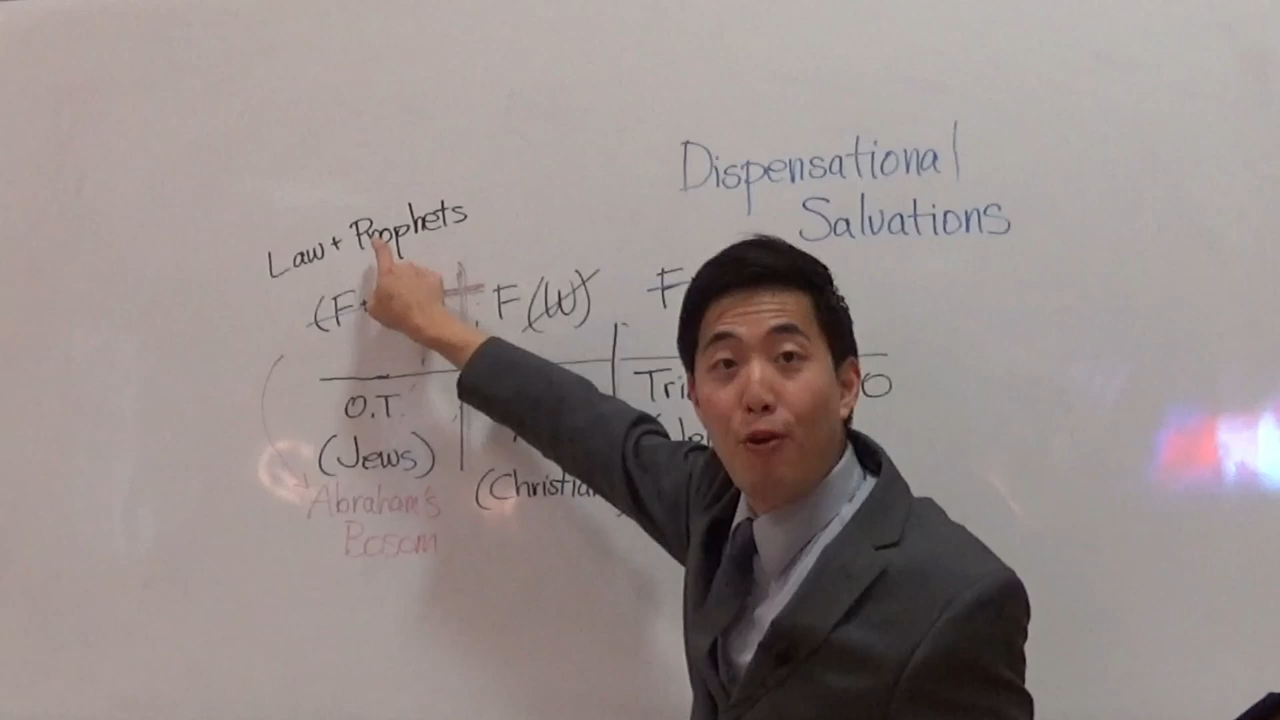 Dispensational
Salvations
Law + Prophets
(F+
F(W)
F
O.T.
(Jews)
Abraham's
Bosom
(Christian
Tri